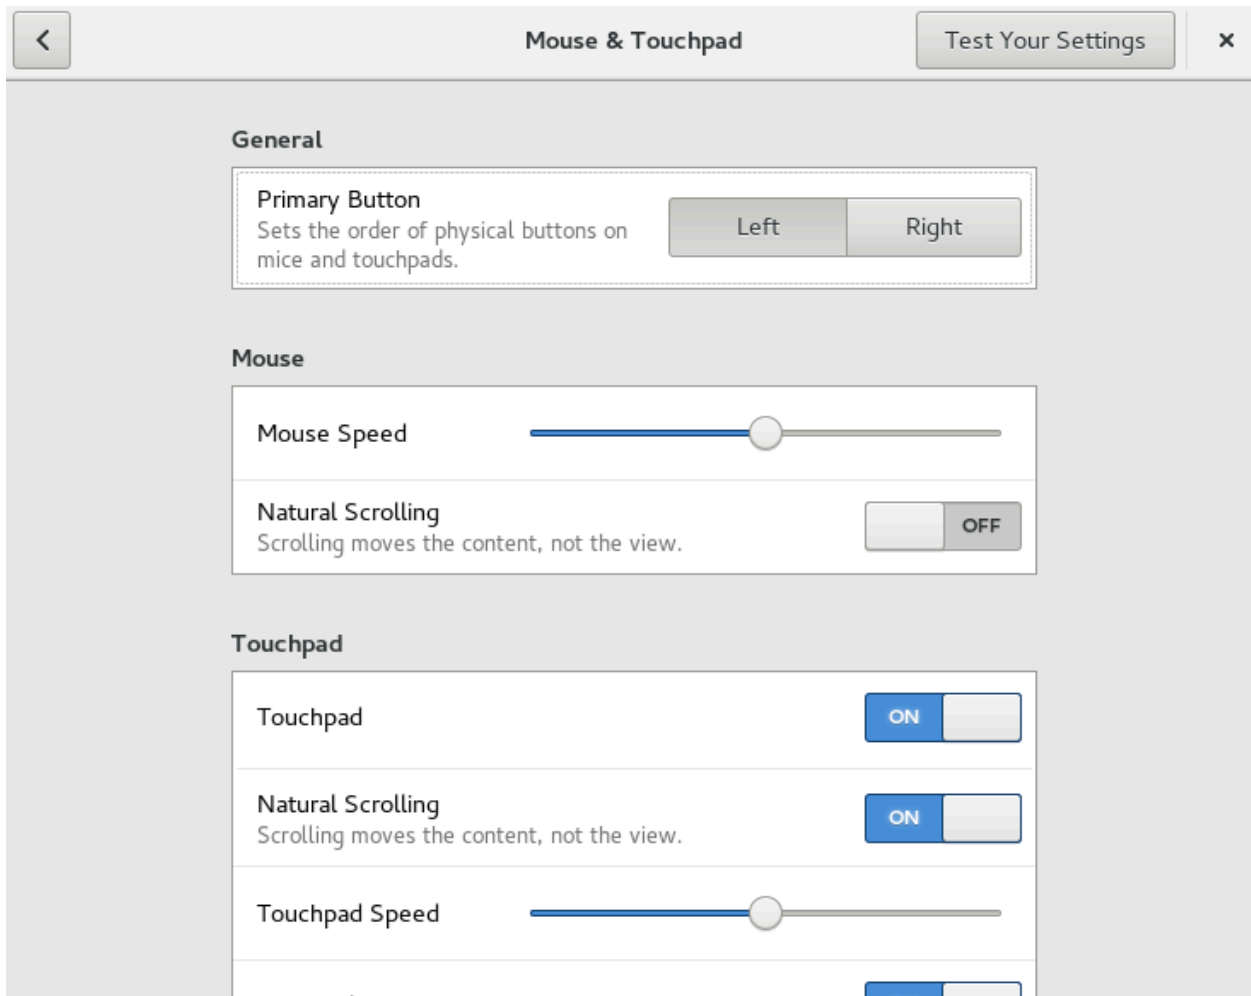 Mouse & Touchpad
Test Your Settings
General
Primary Button
Sets the order of physical buttons on
mice and touchpads.
Left
Right
Mouse
Mouse Speed
Natural Scrolling
Scrolling moves the content, not the view.
OFF
Touchpad
Touchpad
ON
Natural Scrolling
Scrolling moves the content, not the view.
ON
Touchpad Speed